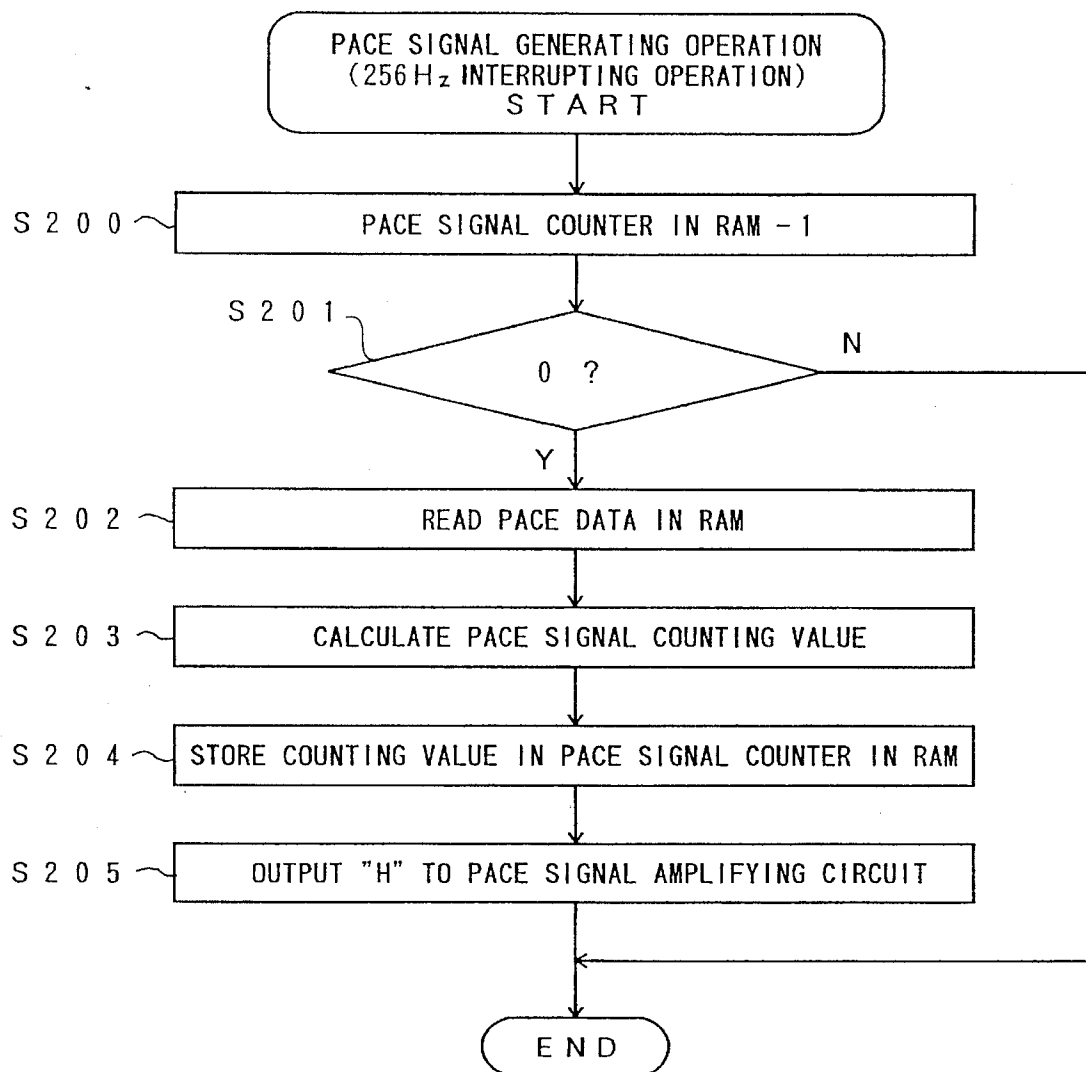 PACE SIGNAL GENERATING OPERATION
(256Hz INTERRUPTING OPERATION)
START
S200
PACE SIGNAL COUNTER IN RAM -1
S201
0 ?
N
Y
S202
READ PACE DATA IN RAM
S203
CALCULATE PACE SIGNAL COUNTING VALUE
S204
STORE COUNTING VALUE IN PACE SIGNAL COUNTER IN RAM
S205
OUTPUT "H" TO PACE SIGNAL AMPLIFYING CIRCUIT
END